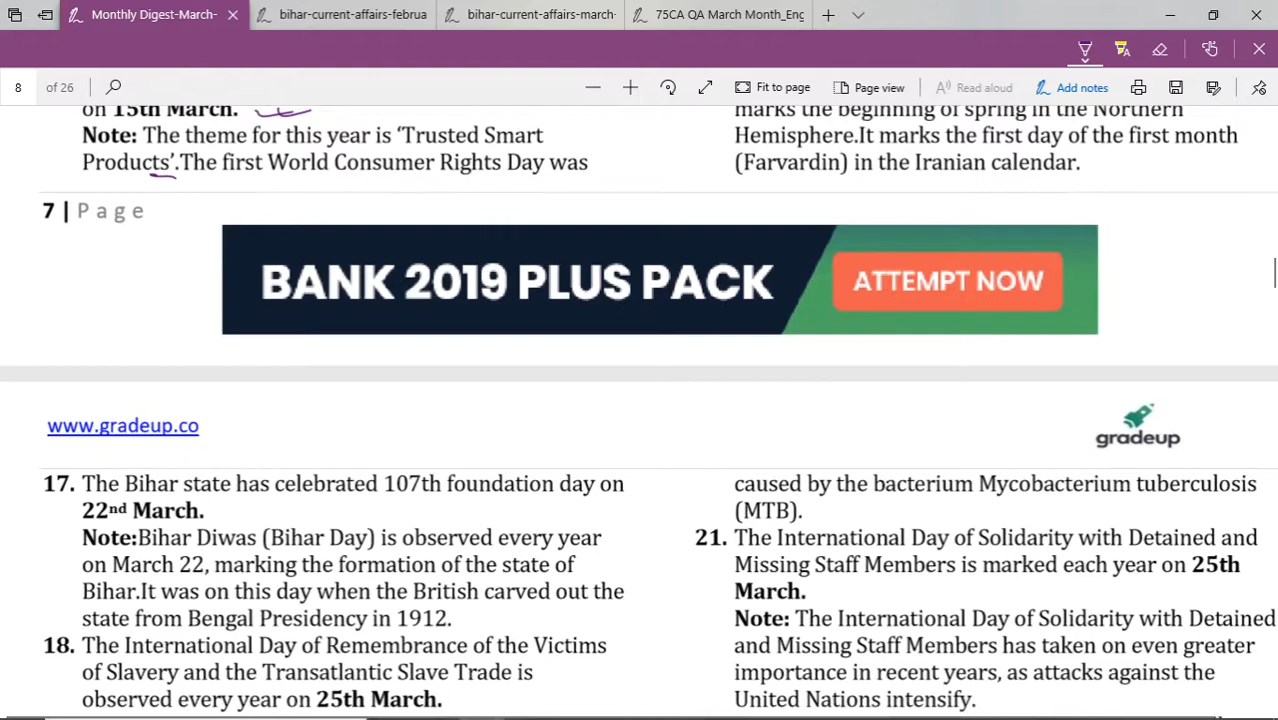 Monthly Digest-March-
bihar-current-affairs-februa
bihar-current-affairs-march-
75CA QA March Month_Eng
8 of 26
Fit to page
Page view
Read aloud
Add notes
on 15th March.
Note: The theme for this year is ‘Trusted Smart
Products’.The first World Consumer Rights Day was
marks the beginning of spring in the Northern
Hemisphere.It marks the first day of the first month
(Farvardin) in the Iranian calendar.
7 | Page
BANK 2019 PLUS PACK
ATTEMPT NOW
www.gradeup.co
gradeup
17. The Bihar state has celebrated 107th foundation day on
22nd March.
Note:Bihar Diwas (Bihar Day) is observed every year
on March 22, marking the formation of the state of
Bihar.It was on this day when the British carved out the
state from Bengal Presidency in 1912.
18. The International Day of Remembrance of the Victims
of Slavery and the Transatlantic Slave Trade is
observed every year on 25th March.
caused by the bacterium Mycobacterium tuberculosis
(MTB).
21. The International Day of Solidarity with Detained and
Missing Staff Members is marked each year on 25th
March.
Note: The International Day of Solidarity with Detained
and Missing Staff Members has taken on even greater
importance in recent years, as attacks against the
United Nations intensify.